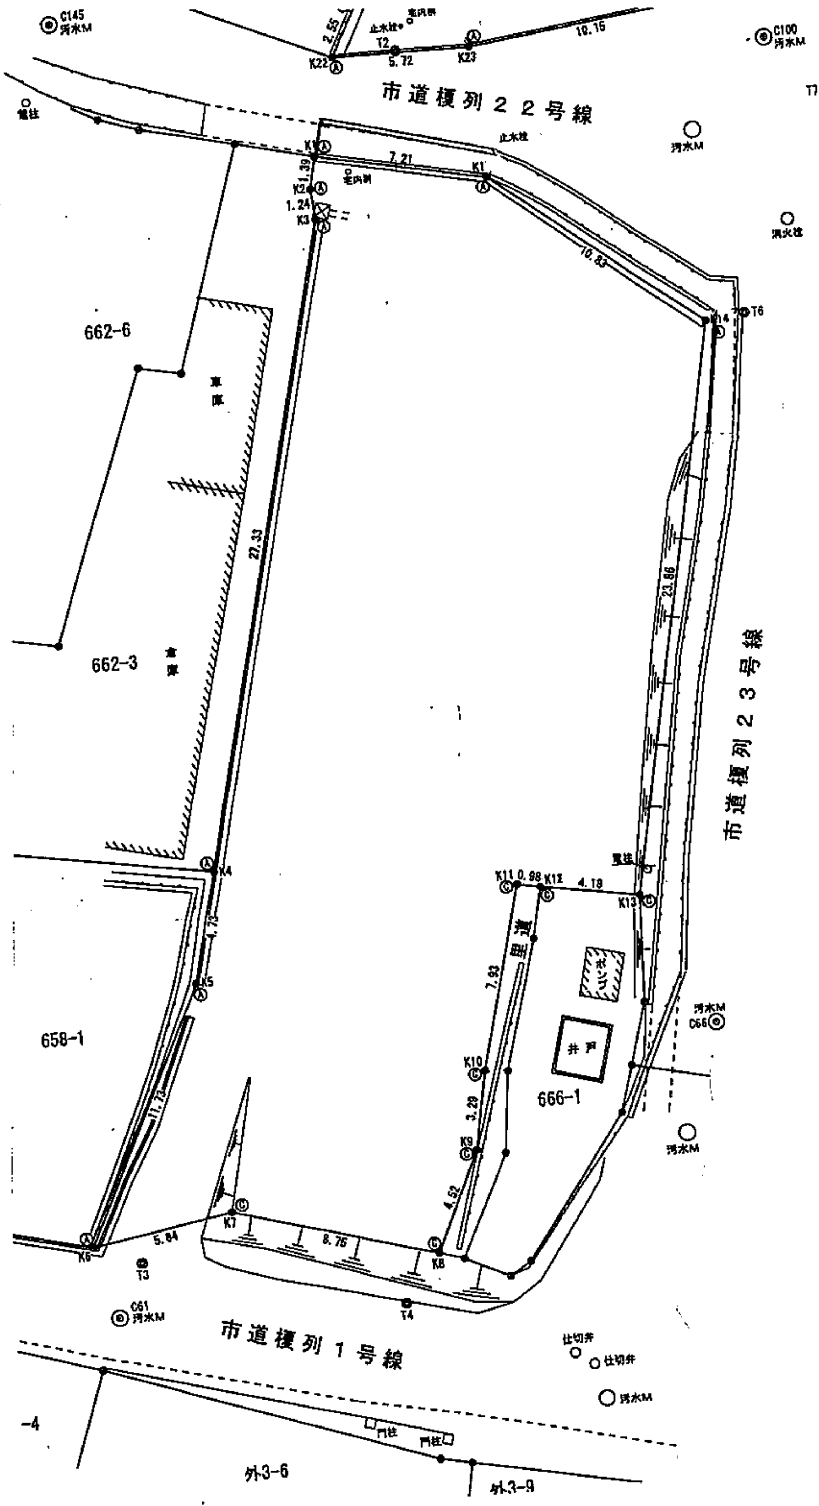 C145
汚水M
2.55
止水栓
宅内桝
T2
Ⓐ
K22
Ⓐ
5.72
K23
C100
汚水M
市道榎列22号線
T7
電柱
止水栓
汚水M
Ⓐ
7.21
K1
Ⓐ
1.39
K2
Ⓐ
宅内桝
1.24
K3
Ⓐ
消火栓
10.83
K14
Ⓐ
T6
662-6
車庫
27.33
23.86
662-3
倉庫
市道榎列23号線
Ⓐ
K4
電柱
K11
0.98
K12
Ⓖ
Ⓖ
4.18
K13
Ⓖ
4.73
里道
7.93
K5
Ⓐ
汚水M
C66
658-1
井戸
K10
Ⓖ
666-1
11.73
3.29
K9
Ⓖ
汚水M
4.52
Ⓖ
K7
Ⓐ
K6
5.84
8.76
Ⓖ
K8
T3
C61
汚水M
T4
市道榎列1号線
仕切弁
仕切弁
汚水M
-4
門柱
門柱
外3-6
外3-9